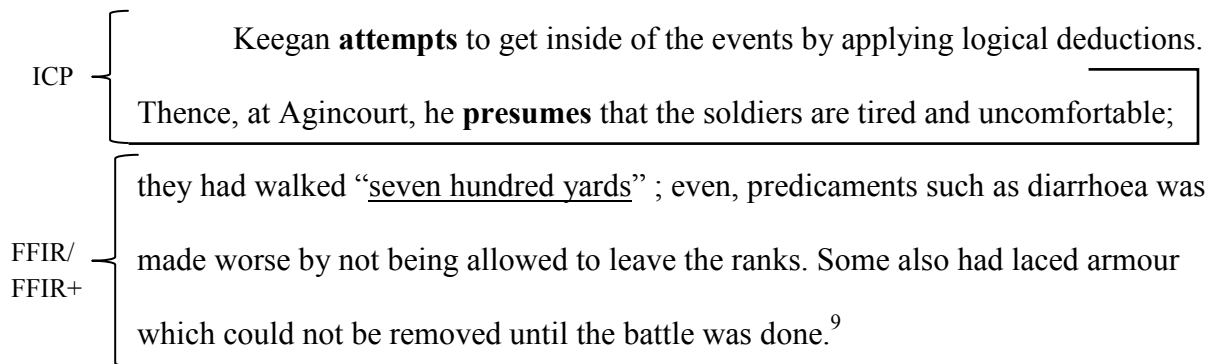 Keegan attempts to get inside of the events by applying logical deductions.
ICP
Thence, at Agincourt, he presumes that the soldiers are tired and uncomfortable;
they had walked “seven hundred yards” ; even, predicaments such as diarrhoea was
FFIR/
FFIR+
made worse by not being allowed to leave the ranks. Some also had laced armour
which could not be removed until the battle was done.9